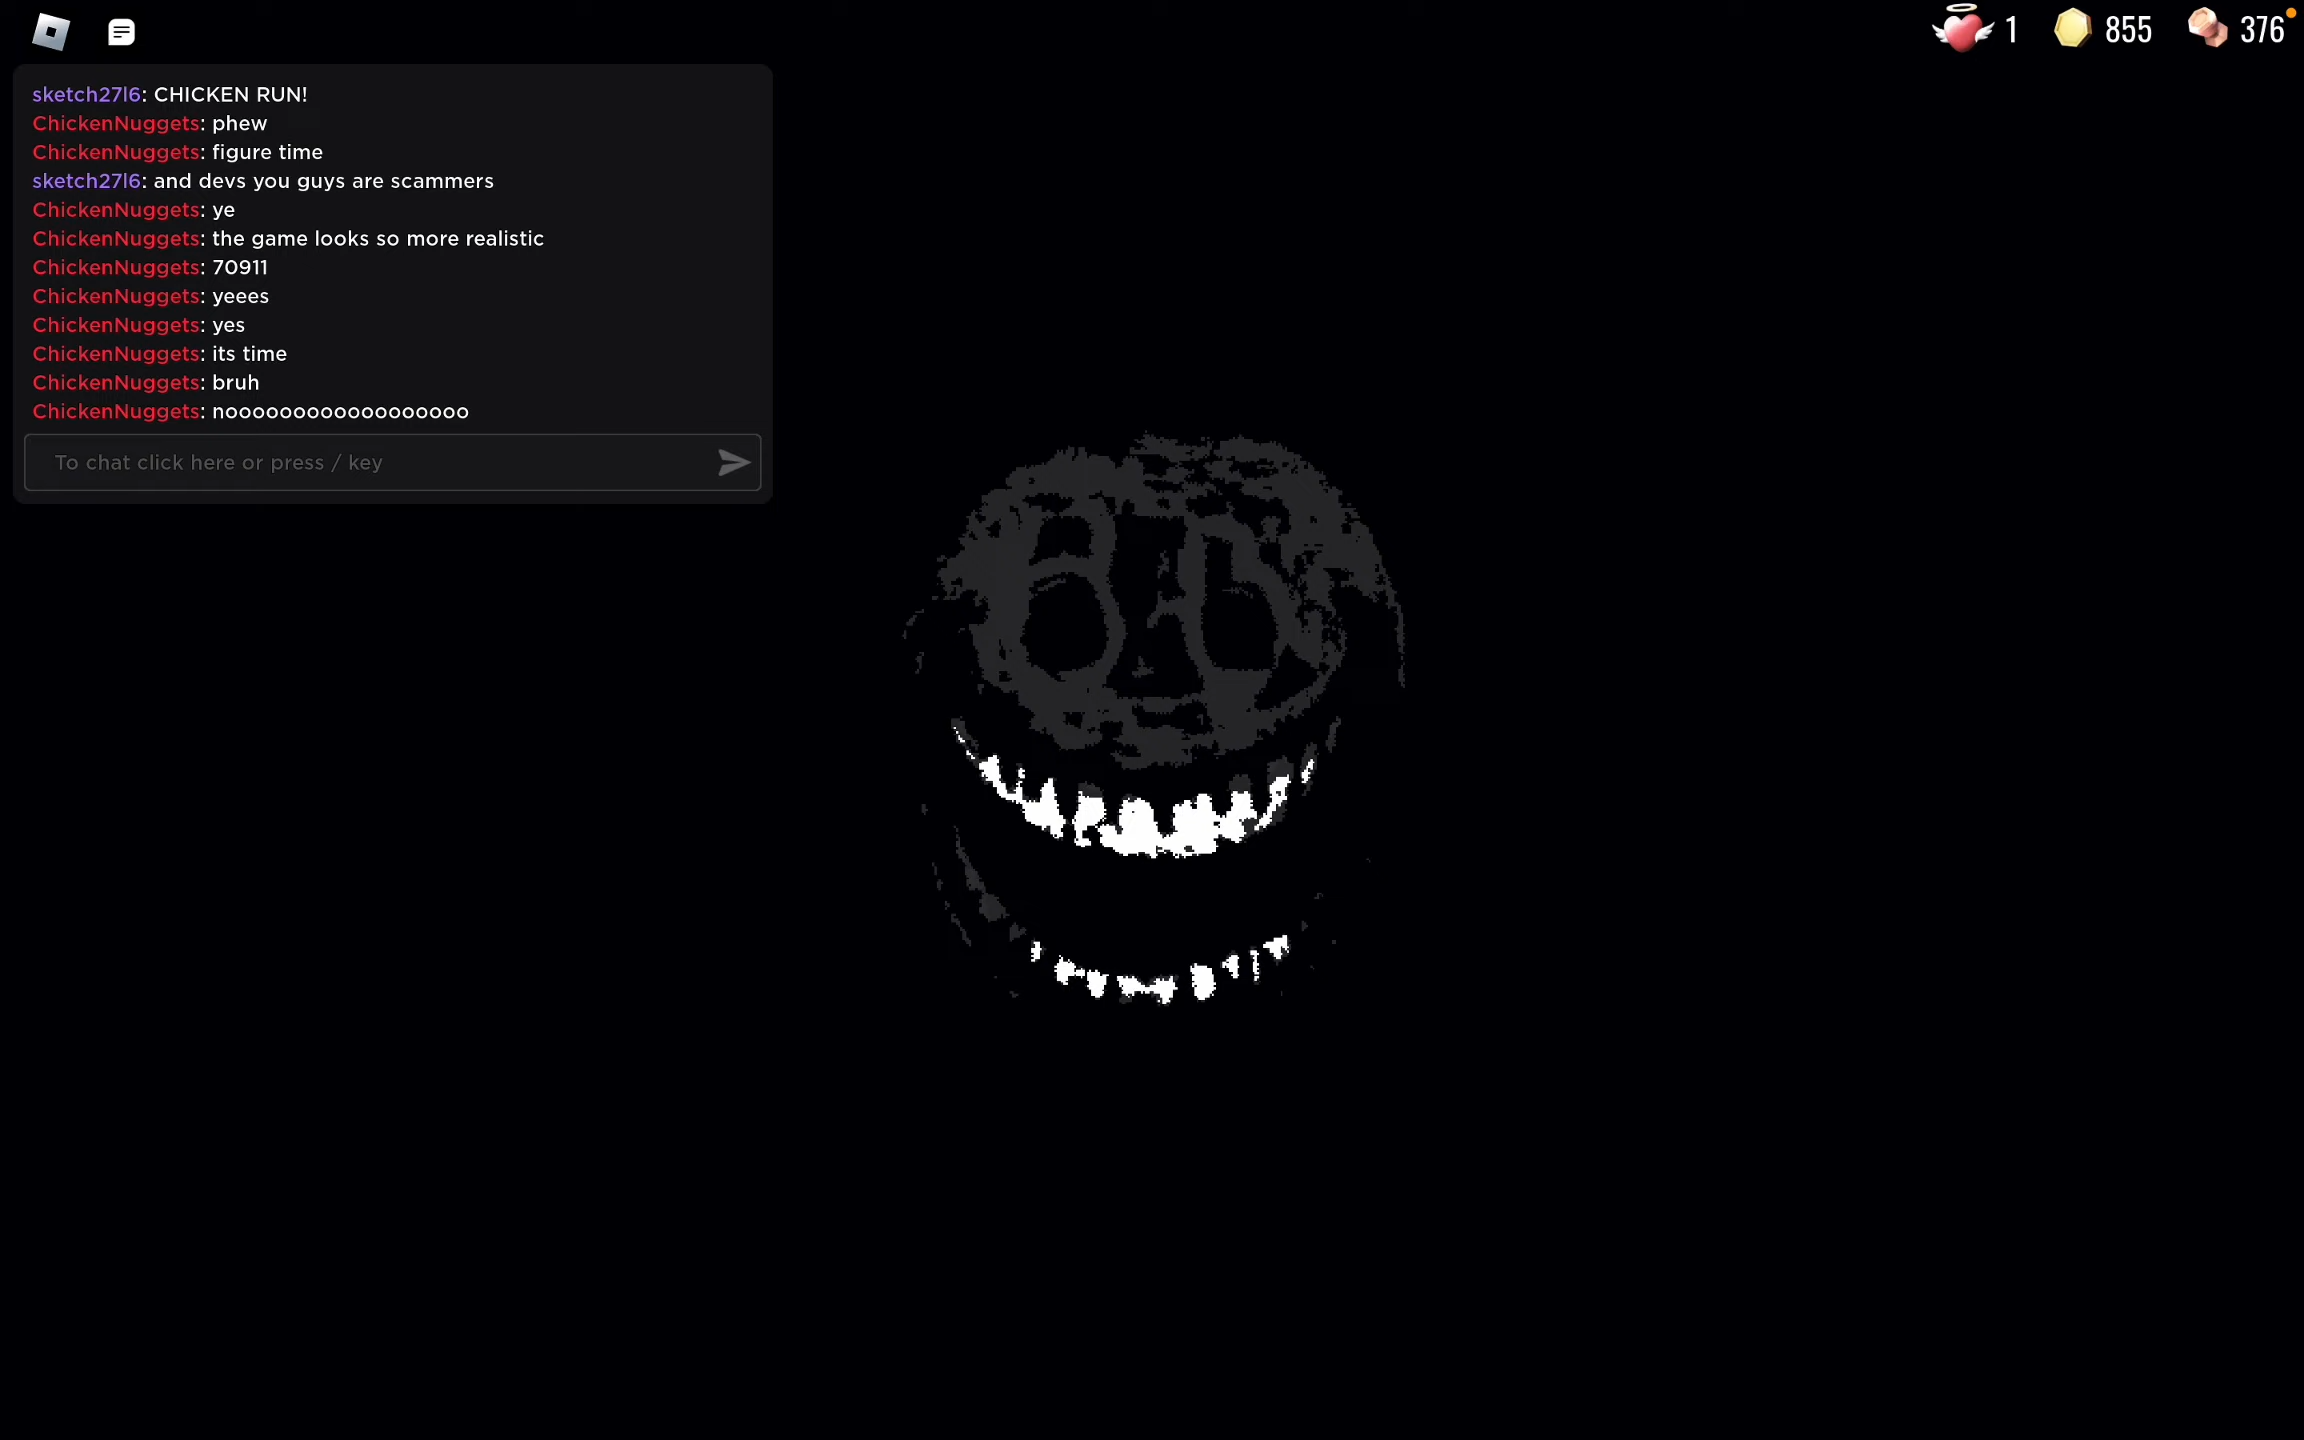 1 855 376
sketch27l6: CHICKEN RUN!
ChickenNuggets: phew
ChickenNuggets: figure time
sketch27l6: and devs you guys are scammers
ChickenNuggets: ye
ChickenNuggets: the game looks so more realistic
ChickenNuggets: 70911
ChickenNuggets: yeees
ChickenNuggets: yes
ChickenNuggets: its time
ChickenNuggets: bruh
ChickenNuggets: noooooooooooooooooo
To chat click here or press / key